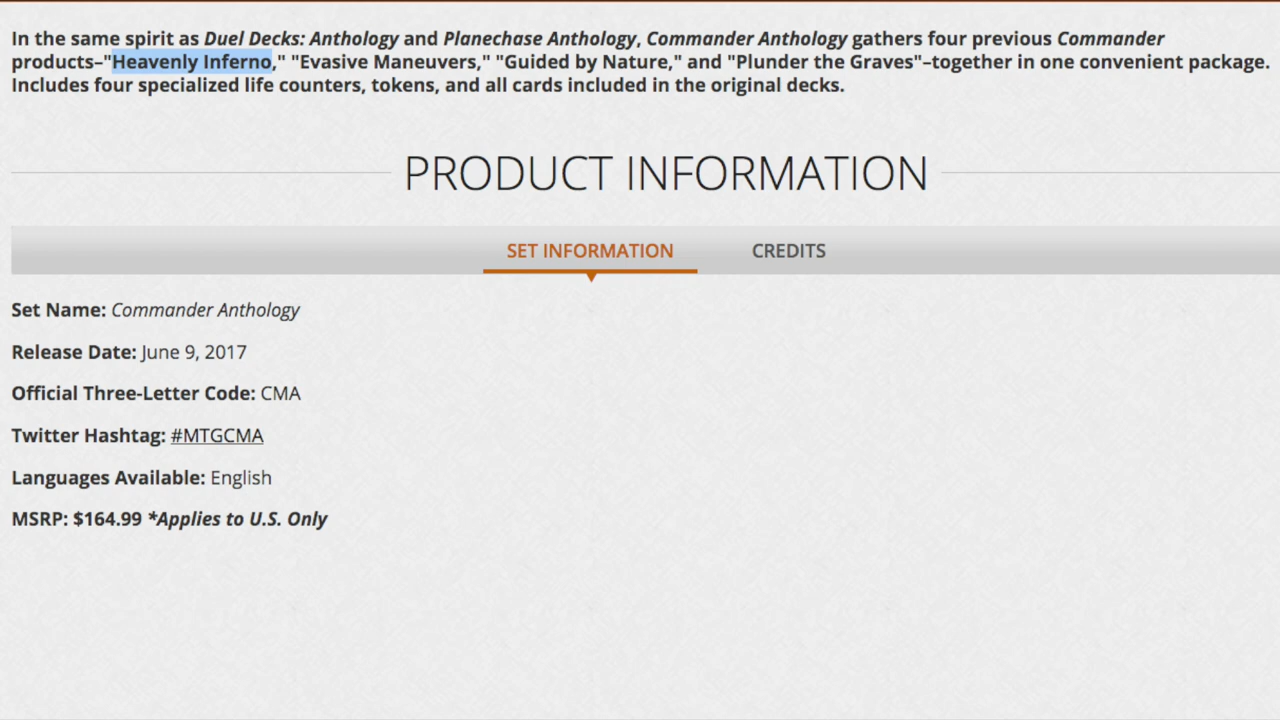 In the same spirit as Duel Decks: Anthology and Planechase Anthology, Commander Anthology gathers four previous Commander
products–"Heavenly Inferno," "Evasive Maneuvers," "Guided by Nature," and "Plunder the Graves"–together in one convenient package.
Includes four specialized life counters, tokens, and all cards included in the original decks.
PRODUCT INFORMATION
SET INFORMATION CREDITS
Set Name: Commander Anthology
Release Date: June 9, 2017
Official Three-Letter Code: CMA
Twitter Hashtag: #MTGCMA
Languages Available: English
MSRP: $164.99 *Applies to U.S. Only